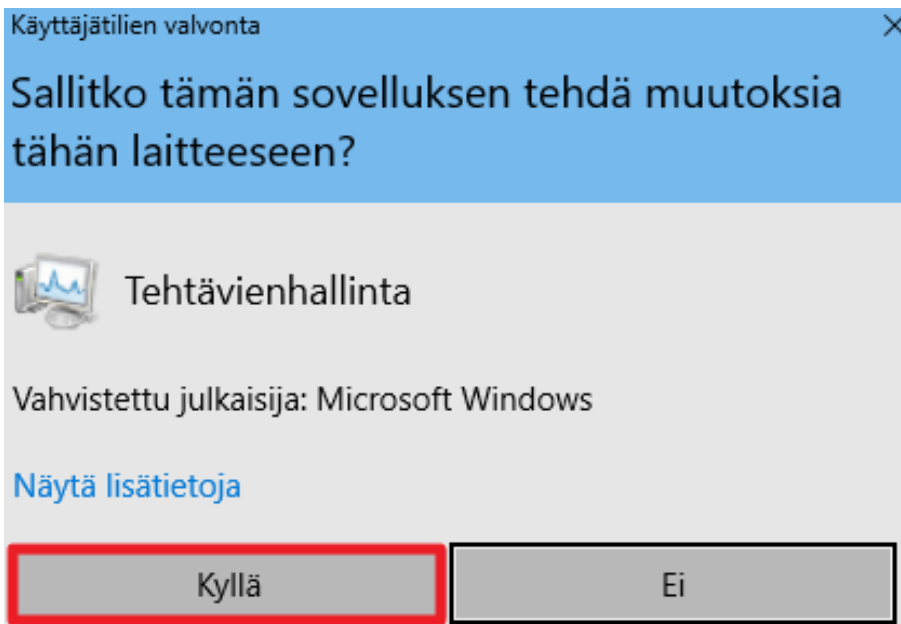 Käyttäjätilien valvonta
Sallitko tämän sovelluksen tehdä muutoksia
tähän laitteeseen?
Tehtävienhallinta
Vahvistettu julkaisija: Microsoft Windows
Näytä lisätietoja
Kyllä
Ei